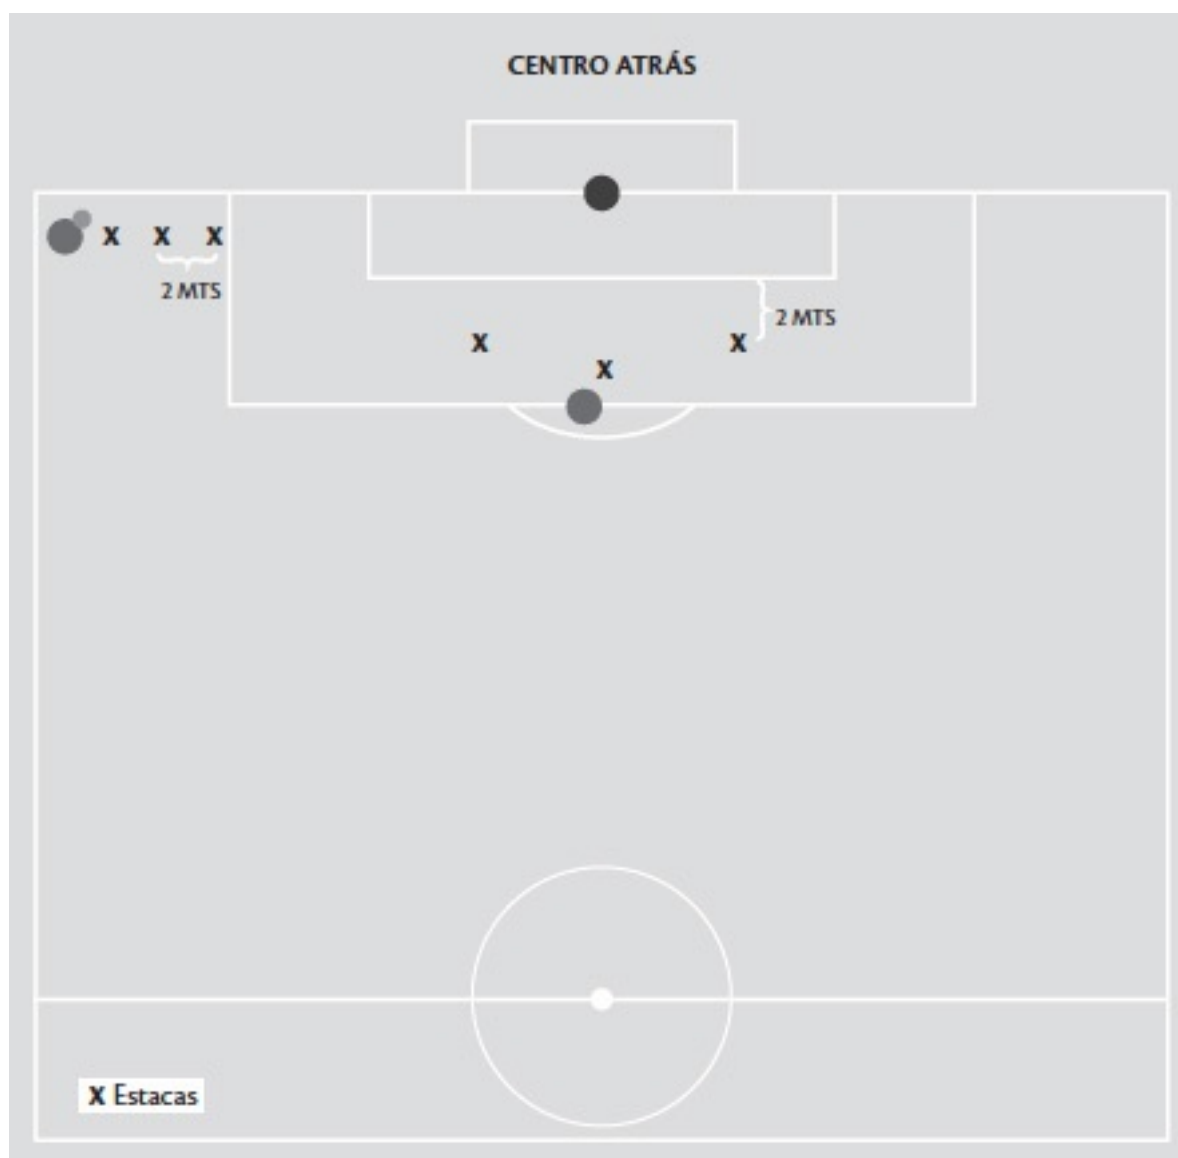 CENTRO ATRÁS
X X X
2 MTS
2 MTS
X X
X
X Estacas